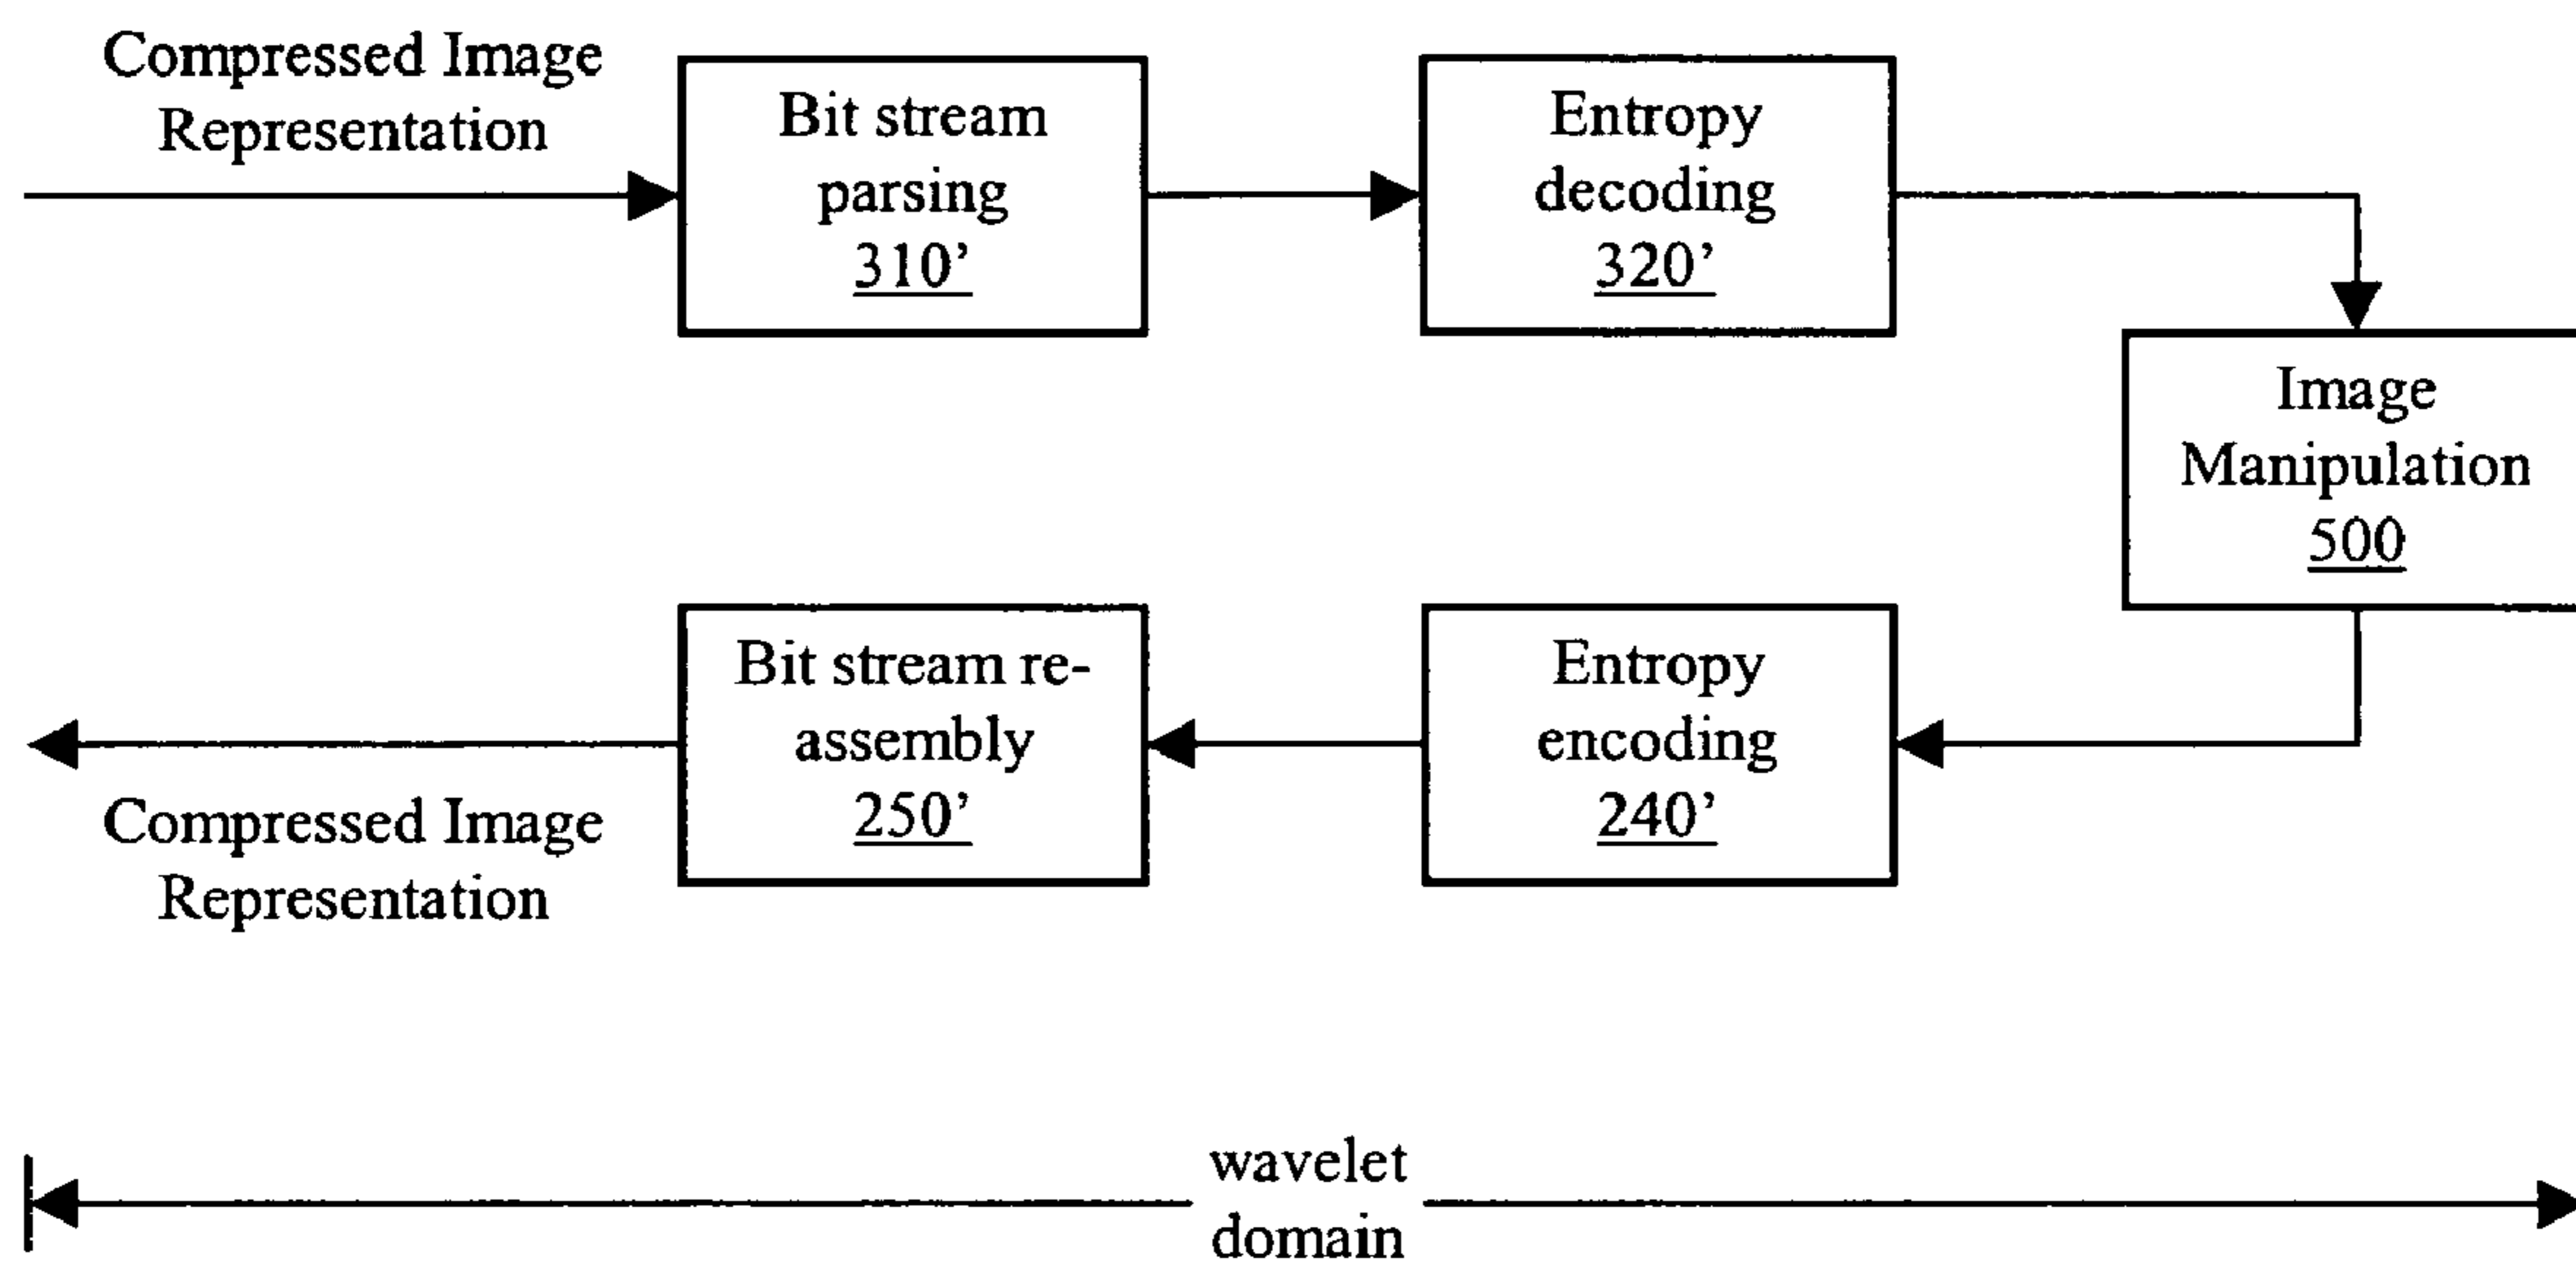 Compressed Image
Representation
Bit stream
parsing
310’
Entropy
decoding
320’
Image
Manipulation
500
Bit stream re-
assembly
250’
Entropy
encoding
240’
Compressed Image
Representation
wavelet
domain